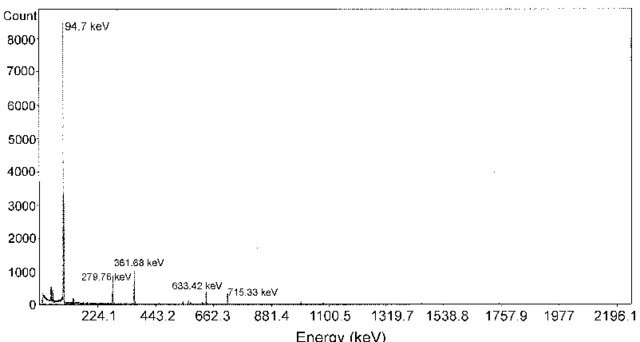 Count
94.7 keV
8000
7000
6000
5000
4000
3000
2000
1000
0
361.68 keV
279.76 keV
633.42 keV
715.33 keV
224.1 443.2 662.3 881.4 1100.5 1319.7 1538.8 1757.9 1977 2196.1
Energy (keV)